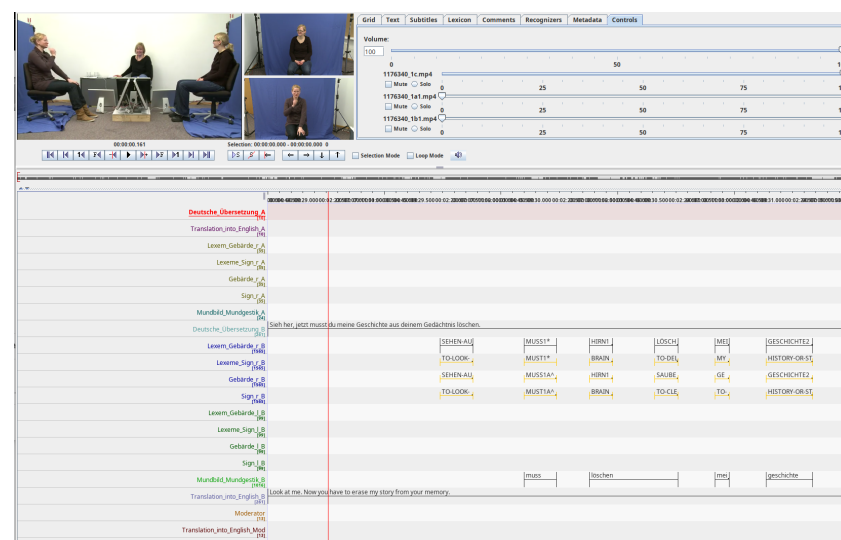 Grid Text Subtitles Lexicon Comments Recognizers Metadata Controls
Volume:
100
0 50
1176340_1c.mp4
Mute Solo 0 25 50 75
1176340_1a1.mp4
Mute Solo 0 25 50 75
1176340_1b1.mp4
Mute Solo 0 25 50 75
00:00:00.161 Selection: 00:00:00.000 - 00:00:00.000 0
Selection Mode Loop Mode
Deutsche_Übersetzung_A
Translation_into_English_A
Lexem_Gebärde_r_A
Lexeme_Sign_r_A
Gebärde_r_A
Sign_r_A
Mundbild_Mundgestik_A
Deutsche_Übersetzung_B Sieh her, jetzt musst du meine Geschichte aus deinem Gedächtnis löschen.
Lexem_Gebärde_r_B SEHEN-AU MUSS1* HIRN1 LÖSCH MEI GESCHICHTE2
Lexeme_Sign_r_B TO-LOOK- MUST1* BRAIN TO-DEL MY HISTORY-OR-ST
Gebärde_r_B SEHEN-AU MUSS1A^ HIRN1 SAUBE GE GESCHICHTE2
Sign_r_B TO-LOOK- MUST1A^ BRAIN TO-CLE TO- HISTORY-OR-ST
Lexem_Gebärde_l_B
Lexeme_Sign_l_B
Gebärde_l_B
Sign_l_B
Mundbild_Mundgestik_B muss löschen mei geschichte
Translation_into_English_B Look at me. Now you have to erase my story from your memory.
Moderator
Translation_into_English_Mod